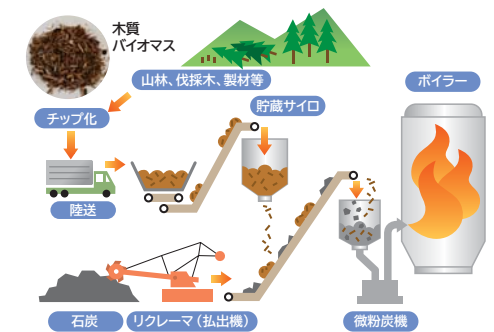 木質
バイオマス
山林、伐採木、製材等
ボイラー
チップ化
貯蔵サイロ
陸送
石炭
リクレーマ（払出機）
微粉炭機